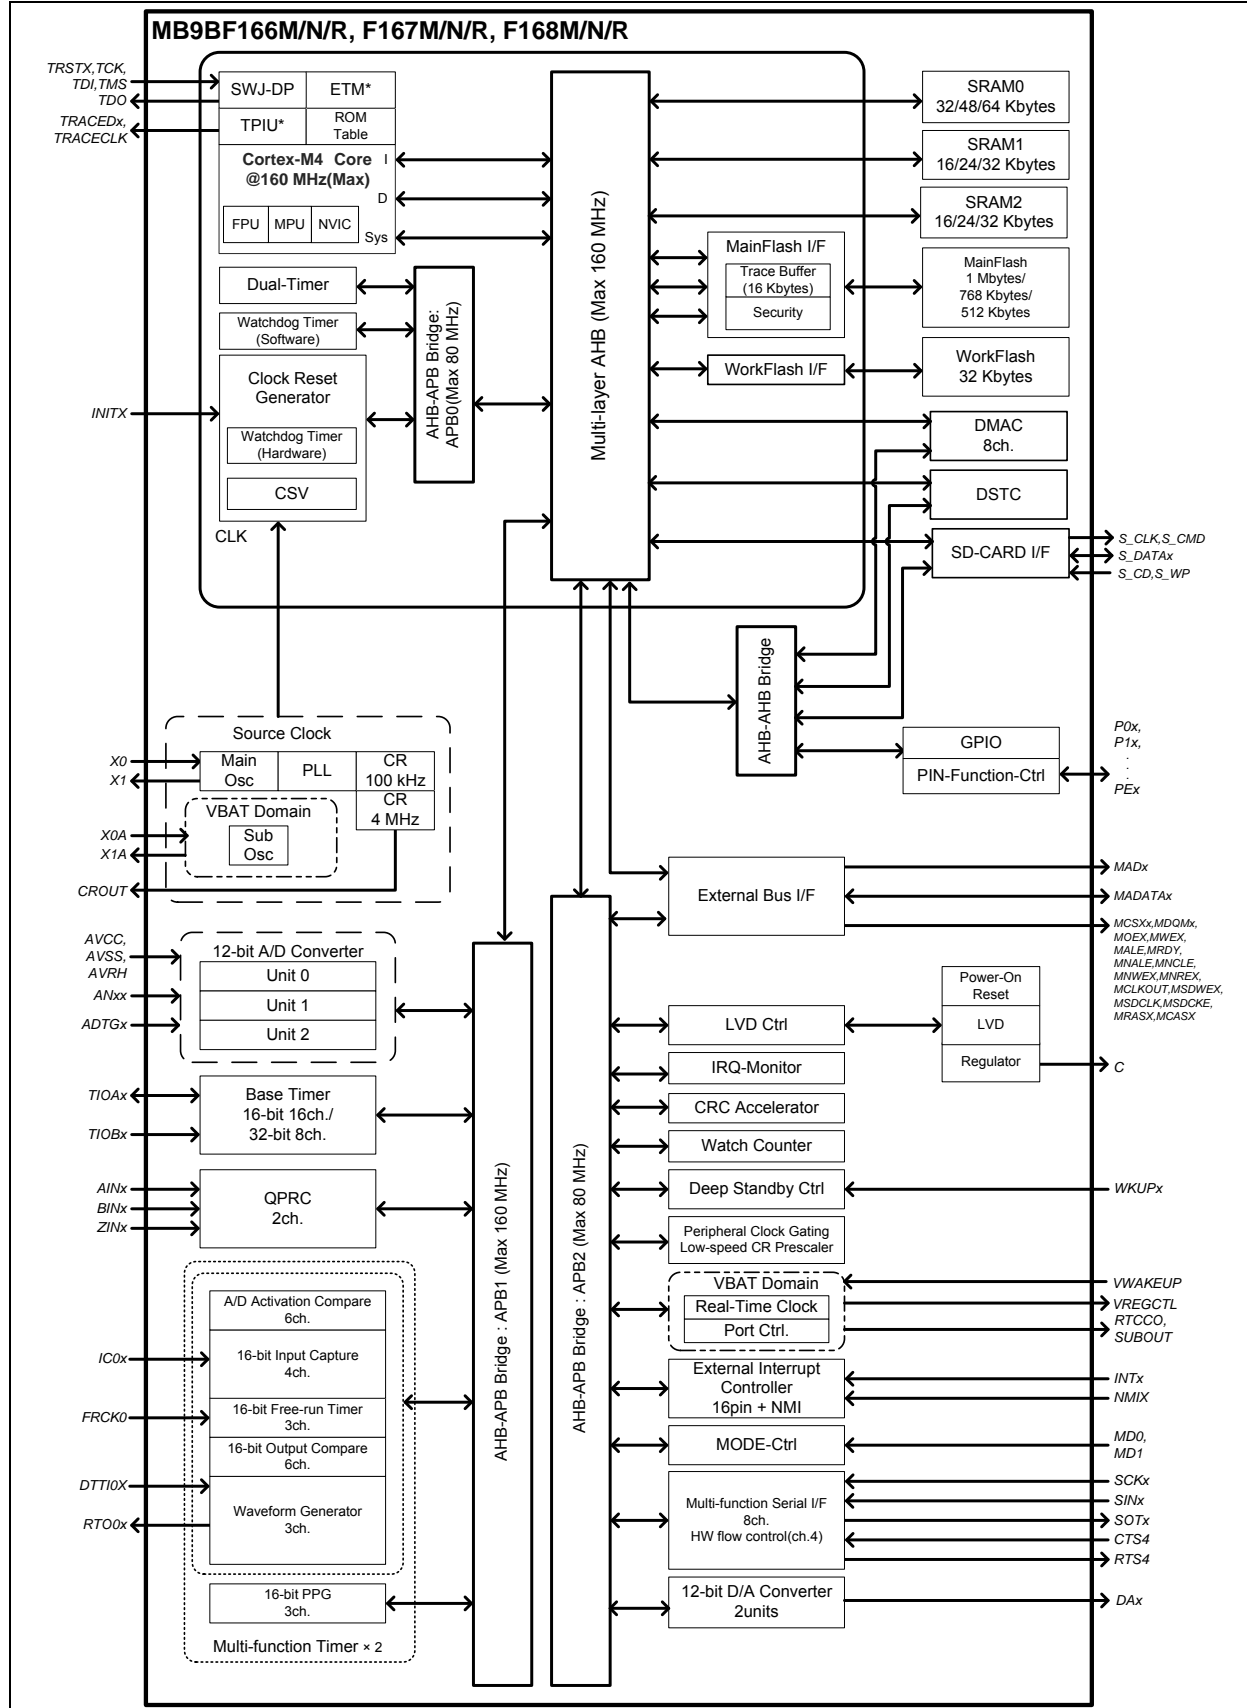 MB9BF166M/N/R, F167M/N/R, F168M/N/R
TRSTX,TCK,
TDI,TMS
TDO
TRACEDx,
TRACECLK
SWJ-DP
ETM*
TPIU*
ROM
Table
Cortex-M4 Core
@160 MHz(Max)
I
D
Sys
FPU
MPU
NVIC
Dual-Timer
Watchdog Timer
(Software)
Clock Reset
Generator
Watchdog Timer
(Hardware)
CSV
CLK
INITX
AHB-APB Bridge:
APB0(Max 80 MHz)
Multi-layer AHB (Max 160 MHz)
SRAM0
32/48/64 Kbytes
SRAM1
16/24/32 Kbytes
SRAM2
16/24/32 Kbytes
MainFlash I/F
Trace Buffer
(16 Kbytes)
Security
MainFlash
1 Mbytes/
768 Kbytes/
512 Kbytes
WorkFlash I/F
WorkFlash
32 Kbytes
DMAC
8ch.
DSTC
SD-CARD I/F
S_CLK,S_CMD
S_DATAx
S_CD,S_WP
AHB-AHB Bridge
GPIO
PIN-Function-Ctrl
P0x,
P1x,
.
.
PEx
Source Clock
X0
X1
Main
Osc
PLL
CR
100 kHz
CR
4 MHz
VBAT Domain
Sub
Osc
X0A
X1A
CROUT
External Bus I/F
MADx
MADATAx
MCSXx,MDQMx,
MOEX,MWEX,
MALE,MRDY,
MNALE,MNCLE,
MNWEX,MNREX,
MCLKOUT,MSDWEX,
MSDCLK,MSDCKE,
MRASX,MCASX
AVCC,
AVSS,
AVRH
ANxx
ADTGx
12-bit A/D Converter
Unit 0
Unit 1
Unit 2
Power-On
Reset
LVD
Regulator
C
LVD Ctrl
IRQ-Monitor
CRC Accelerator
Watch Counter
Deep Standby Ctrl
WKUPx
Peripheral Clock Gating
Low-speed CR Prescaler
TIOAx
TIOBx
Base Timer
16-bit 16ch./
32-bit 8ch.
AINx
BINx
ZINx
QPRC
2ch.
AHB-APB Bridge : APB1 (Max 160 MHz)
AHB-APB Bridge : APB2 (Max 80 MHz)
VBAT Domain
Real-Time Clock
Port Ctrl.
VWAKEUP
VREGCTL
RTCCO,
SUBOUT
A/D Activation Compare
6ch.
16-bit Input Capture
4ch.
16-bit Free-run Timer
3ch.
16-bit Output Compare
6ch.
Waveform Generator
3ch.
16-bit PPG
3ch.
Multi-function Timer × 2
IC0x
FRCK0
DTTI0X
RTO0x
External Interrupt
Controller
16pin + NMI
INTx
NMIX
MODE-Ctrl
MD0,
MD1
Multi-function Serial I/F
8ch.
HW flow control(ch.4)
SCKx
SINx
SOTx
CTS4
RTS4
12-bit D/A Converter
2units
DAx